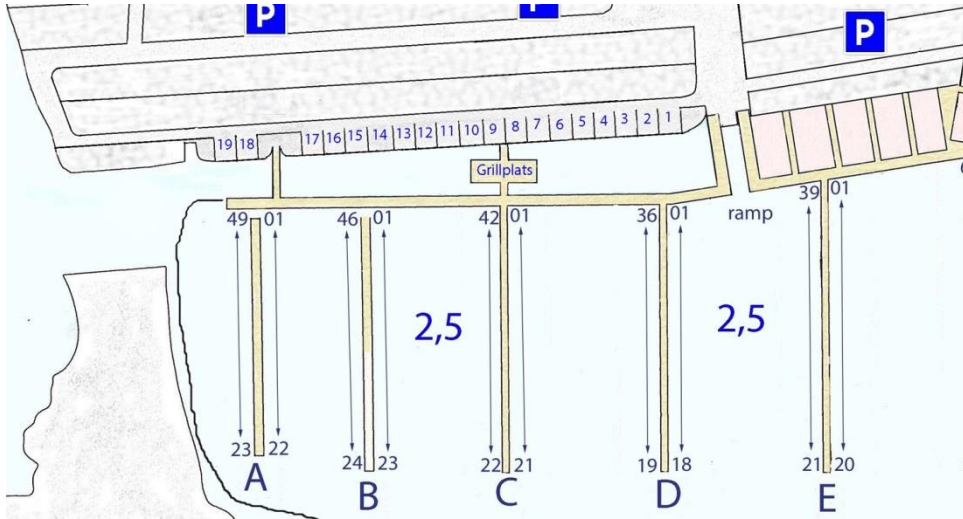 P P
P
19 18 17 16 15 14 13 12 11 10 9 8 7 6 5 4 3 2 1
Grillplats
49 01 46 01 42 01 36 01 ramp 39 01
2,5 2,5
23 22 24 23 22 21 19 18 21 20
A B C D E